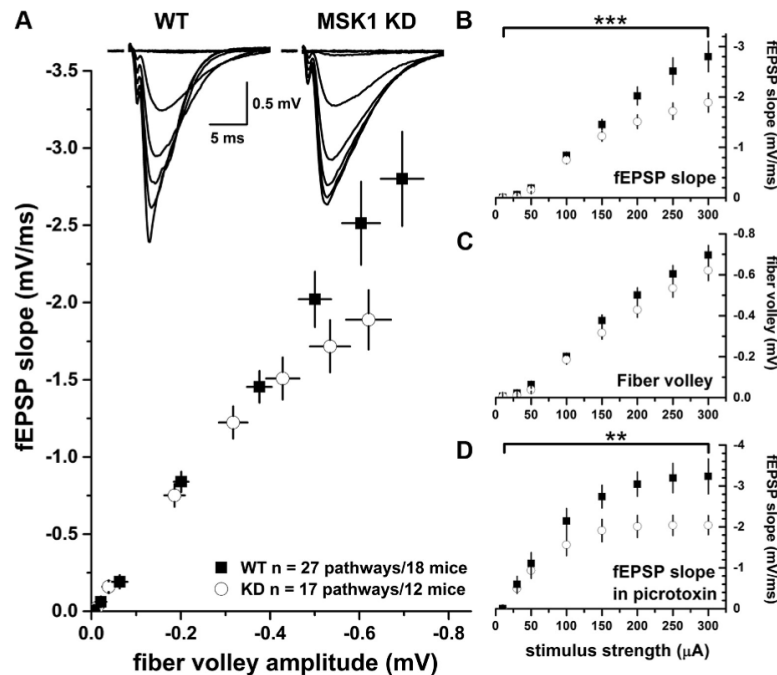 A
WT
MSK1 KD
0.5 mV
5 ms
-3.5
-3.0
-2.5
-2.0
-1.5
-1.0
-0.5
0.0
fEPSP slope (mV/ms)
■ WT n = 27 pathways/18 mice
○ KD n = 17 pathways/12 mice
0.0 -0.2 -0.4 -0.6 -0.8
fiber volley amplitude (mV)
B
***
-3
-2
-1
0
fEPSP slope (mV/ms)
fEPSP slope
0 50 100 150 200 250 300
C
-0.8
-0.6
-0.4
-0.2
0.0
fiber volley (mV)
Fiber volley
0 50 100 150 200 250 300
D
**
-4
-3
-2
-1
0
fEPSP slope (mV/ms)
fEPSP slope
in picrotoxin
0 50 100 150 200 250 300
stimulus strength (µA)